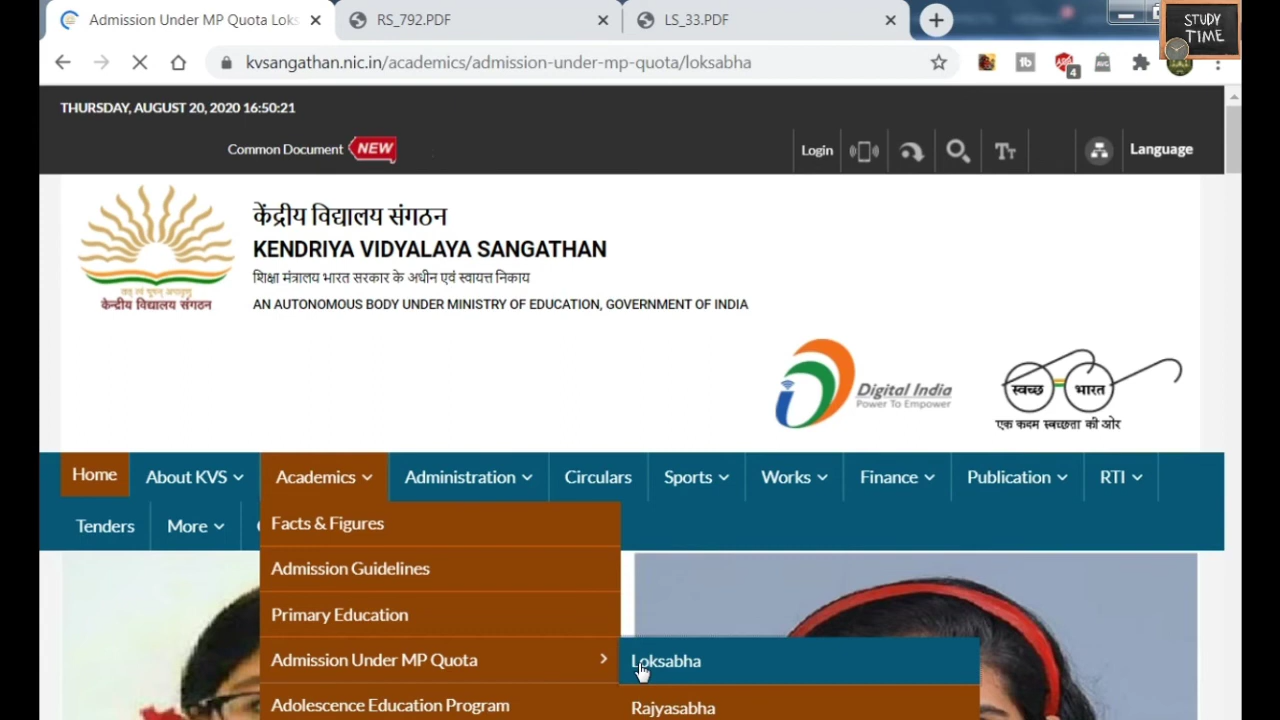 Admission Under MP Quota Loks
RS_792.PDF
LS_33.PDF
STUDY
TIME
kvsangathan.nic.in/academics/admission-under-mp-quota/loksabha
4
THURSDAY, AUGUST 20, 2020 16:50:21
Common Document NEW
Login
Tт
Language
केंद्रीय विद्यालय संगठन
KENDRIYA VIDYALAYA SANGATHAN
शिक्षा मंत्रालय भारत सरकार के अधीन एवं स्वायत्त निकाय
AN AUTONOMOUS BODY UNDER MINISTRY OF EDUCATION, GOVERNMENT OF INDIA
केन्द्रीय विद्यालय संगठन
Digital India
Power To Empower
स्वच्छ भारत
एक कदम स्वच्छता की ओर
Home About KVS Academics Administration Circulars Sports Works Finance Publication RTI
Tenders More
Facts & Figures
Admission Guidelines
Primary Education
Admission Under MP Quota
Loksabha
Adolescence Education Program
Rajyasabha